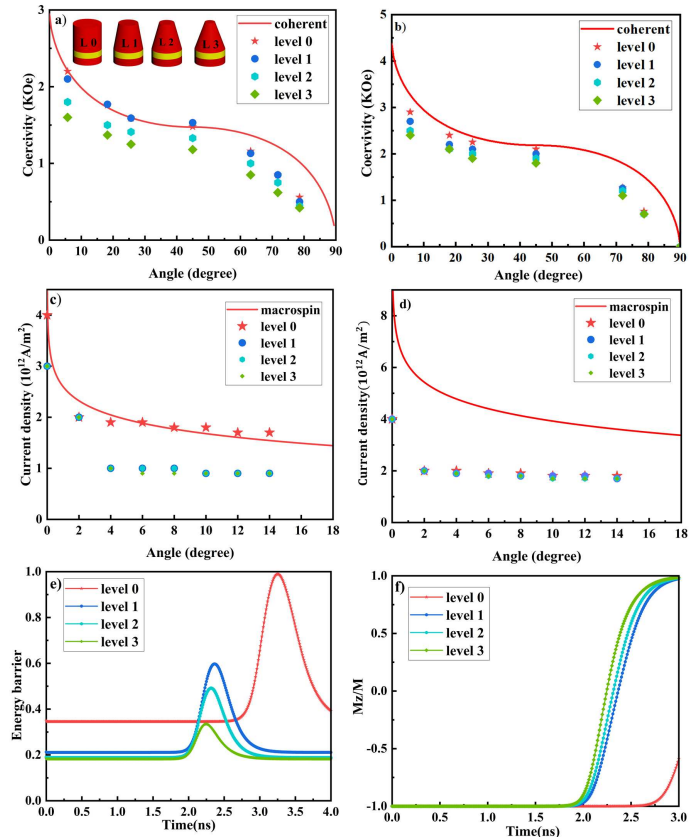 a)
L 0 L 1 L 2 L 3
coherent
level 0
level 1
level 2
level 3
Coercivity (KOe)
3
2
1
0
0 10 20 30 40 50 60 70 80 90
Angle (degree)
b)
coherent
level 0
level 1
level 2
level 3
Coervivity (KOe)
5
4
3
2
1
0
0 10 20 30 40 50 60 70 80 90
Angle (degree)
c)
macrospin
level 0
level 1
level 2
level 3
Current density (10¹²A/m²)
4
3
2
1
0
0 2 4 6 8 10 12 14 16 18
Angle (degree)
d)
macrospin
level 0
level 1
level 2
level 3
Current density(10¹²A/m²)
8
6
4
2
0
0 2 4 6 8 10 12 14 16 18
Angle (degree)
e)
level 0
level 1
level 2
level 3
Energy barrier
1.0
0.8
0.6
0.4
0.2
0.0
0.0 0.5 1.0 1.5 2.0 2.5 3.0 3.5 4.0
Time(ns)
f)
level 0
level 1
level 2
level 3
Mz/M
1.0
0.5
0.0
-0.5
-1.0
0.0 0.5 1.0 1.5 2.0 2.5 3.0
Time(ns)